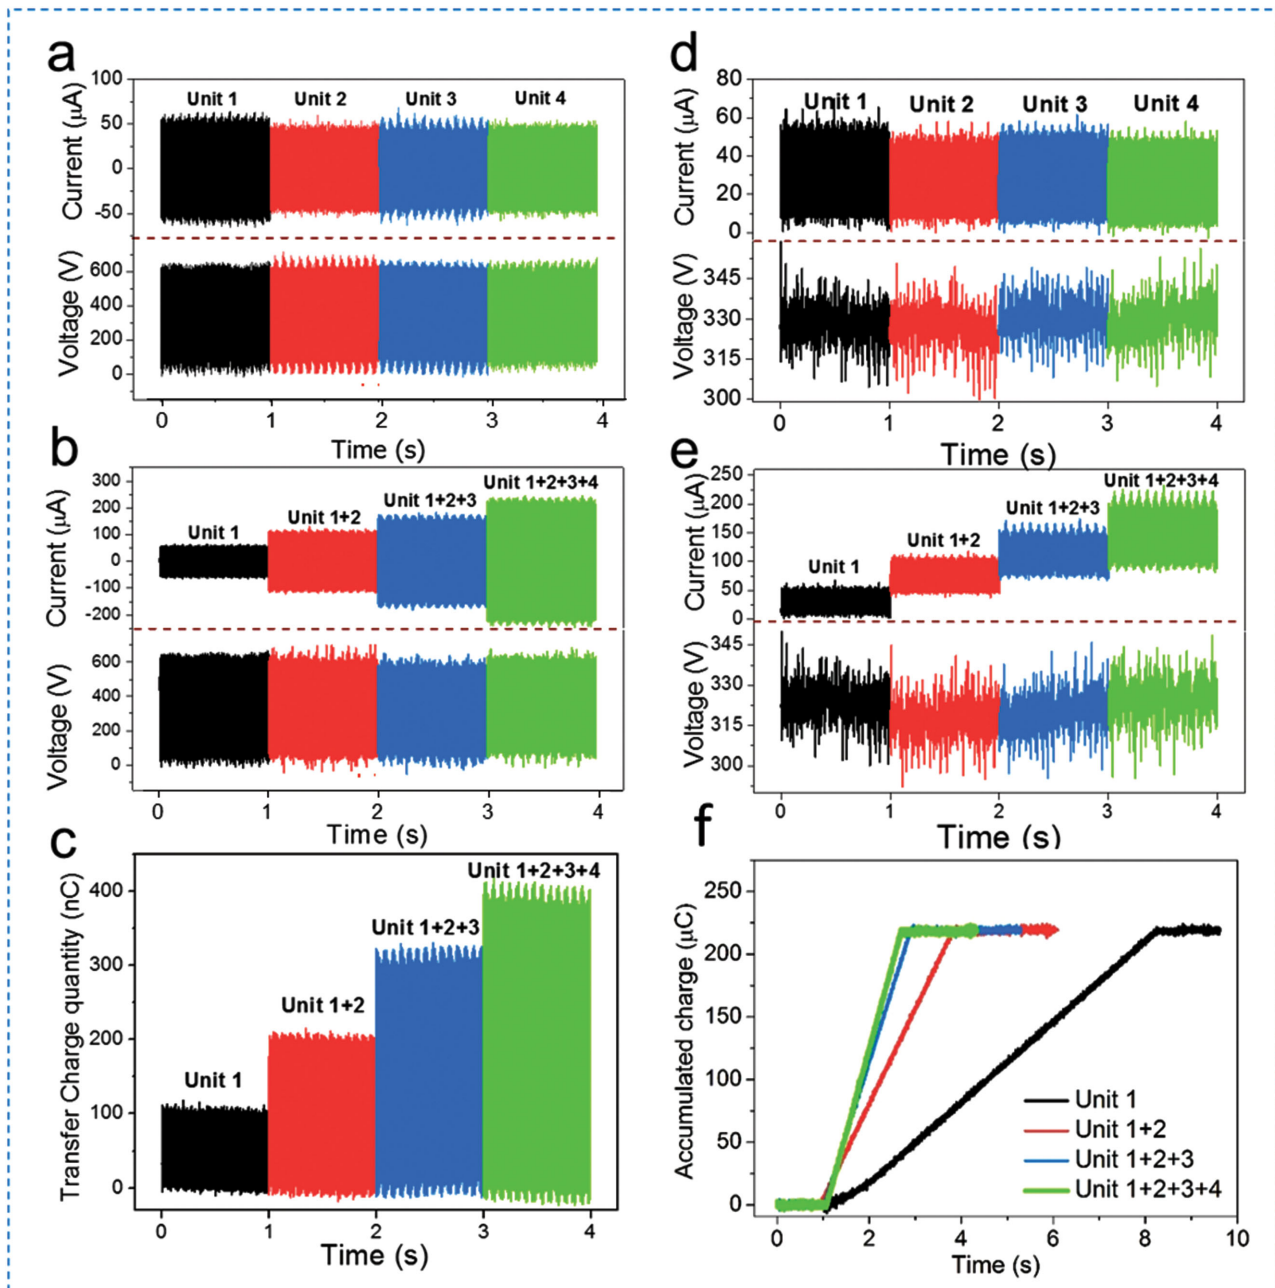 a
Current (μA)
100
50
0
-50
Unit 1 Unit 2 Unit 3 Unit 4
Voltage (V)
600
400
200
0
0 1 2 3 4
Time (s)
d
Current (μA)
80
60
40
20
0
Unit 1 Unit 2 Unit 3 Unit 4
Voltage (V)
345
330
315
300
0 1 2 3 4
Time (s)
b
Current (μA)
300
200
100
0
-100
-200
Unit 1 Unit 1+2 Unit 1+2+3 Unit 1+2+3+4
Voltage (V)
600
400
200
0
0 1 2 3 4
Time (s)
e
Current (μA)
250
200
150
100
50
0
Unit 1 Unit 1+2 Unit 1+2+3 Unit 1+2+3+4
Voltage (V)
345
330
315
300
0 1 2 3 4
Time (s)
c
Transfer Charge quantity (nC)
400
300
200
100
0
Unit 1 Unit 1+2 Unit 1+2+3 Unit 1+2+3+4
0 1 2 3 4
Time (s)
f
Accumulated charge (μC)
250
200
150
100
50
0
Unit 1
Unit 1+2
Unit 1+2+3
Unit 1+2+3+4
0 2 4 6 8 10
Time (s)